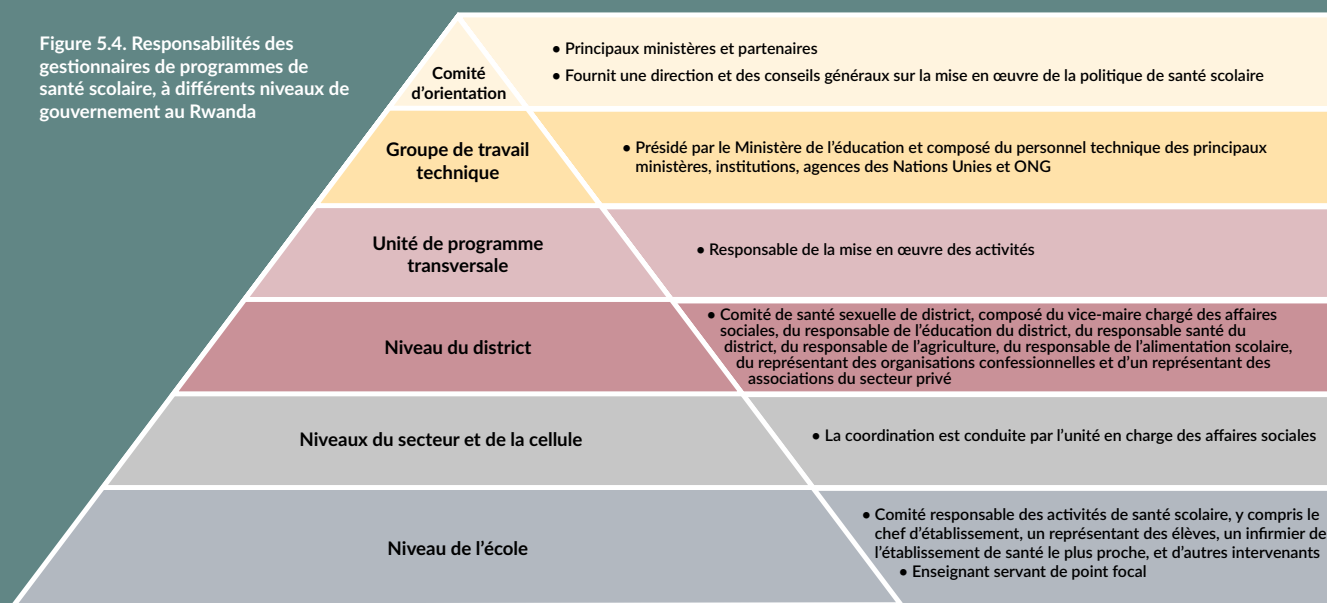 Figure 5.4. Responsabilités des
gestionnaires de programmes de
santé scolaire, à différents niveaux de
gouvernement au Rwanda
Comité
d'orientation
• Principaux ministères et partenaires
• Fournit une direction et des conseils généraux sur la mise en œuvre de la politique de santé scolaire
Groupe de travail
technique
• Présidé par le Ministère de l'éducation et composé du personnel technique des principaux
ministères, institutions, agences des Nations Unies et ONG
Unité de programme
transversale
• Responsable de la mise en œuvre des activités
Niveau du district
• Comité de santé sexuelle de district, composé du vice-maire chargé des affaires
sociales, du responsable de l'éducation du district, du responsable santé du
district, du responsable de l'agriculture, du responsable de l'alimentation scolaire,
du représentant des organisations confessionnelles et d'un représentant des
associations du secteur privé
Niveaux du secteur et de la cellule
• La coordination est conduite par l'unité en charge des affaires sociales
Niveau de l'école
• Comité responsable des activités de santé scolaire, y compris le
chef d'établissement, un représentant des élèves, un infirmier de
l'établissement de santé le plus proche, et d'autres intervenants
• Enseignant servant de point focal